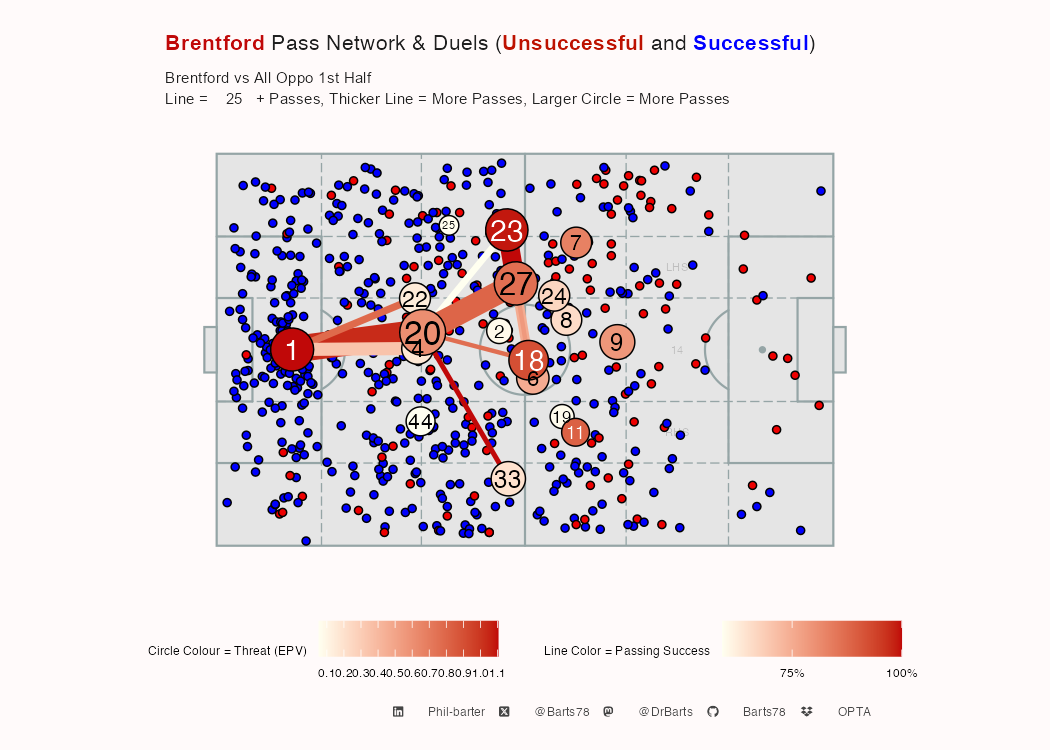 Brentford Pass Network & Duels (Unsuccessful and Successful)
Brentford vs All Oppo 1st Half
Line = 25 + Passes, Thicker Line = More Passes, Larger Circle = More Passes
25
23
7
LHS
27
22
24
8
20
2
1
4
9
14
18
6
19
44
11
RHS
33
Circle Colour = Threat (EPV)
0.10.20.30.40.50.60.70.80.91.01.1
Line Color = Passing Success
75% 100%
Phil-barter @Barts78 @DrBarts Barts78 OPTA